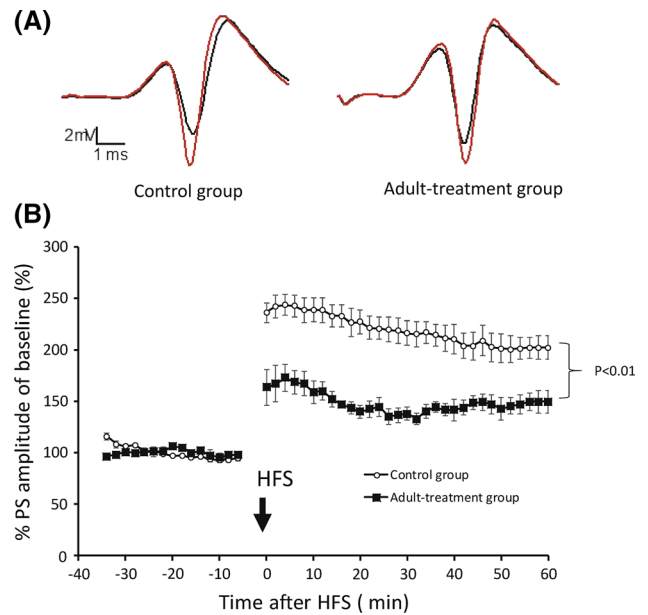 (A)
2mV
1 ms
Control group
Adult-treatment group
(B)
% PS amplitude of baseline (%)
300
250
200
150
100
50
0
P<0.01
HFS
Control group
Adult-treatment group
-40
-30
-20
-10
0
10
20
30
40
50
60
Time after HFS ( min)